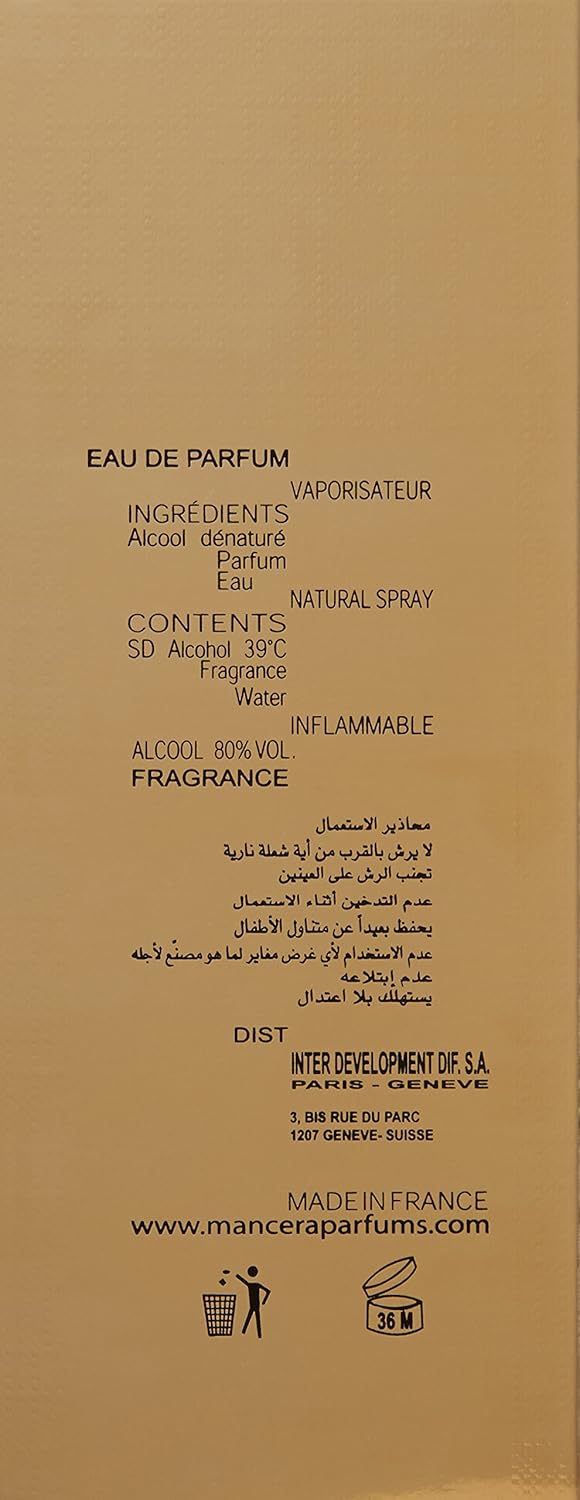 EAU DE PARFUM
VAPORISATEUR
INGRÉDIENTS
Alcool dénaturé
Parfum
Eau
NATURAL SPRAY
CONTENTS
SD Alcohol 39°C
Fragrance
Water
INFLAMMABLE
ALCOOL 80% VOL.
FRAGRANCE
محاذير الاستعمال
لا يرش بالقرب من أية شعلة نارية
تجنب الرش على العينين
عدم التدخين أثناء الاستعمال
يحفظ بعيداً عن متناول الأطفال
عدم الاستخدام لأي غرض مغاير لما هو مصنّع لأجله
عدم إبتلاعه
يستهلك بلا اعتدال
DIST
INTER DEVELOPMENT DIF. S.A.
PARIS - GENEVE
3, BIS RUE DU PARC
1207 GENEVE- SUISSE
MADE IN FRANCE
www.manceraparfums.com
36 M